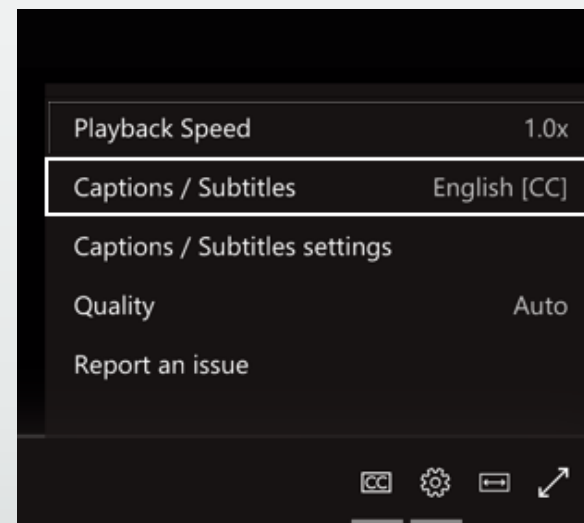 Playback Speed 1.0x
Captions / Subtitles English [CC]
Captions / Subtitles settings
Quality Auto
Report an issue
CC